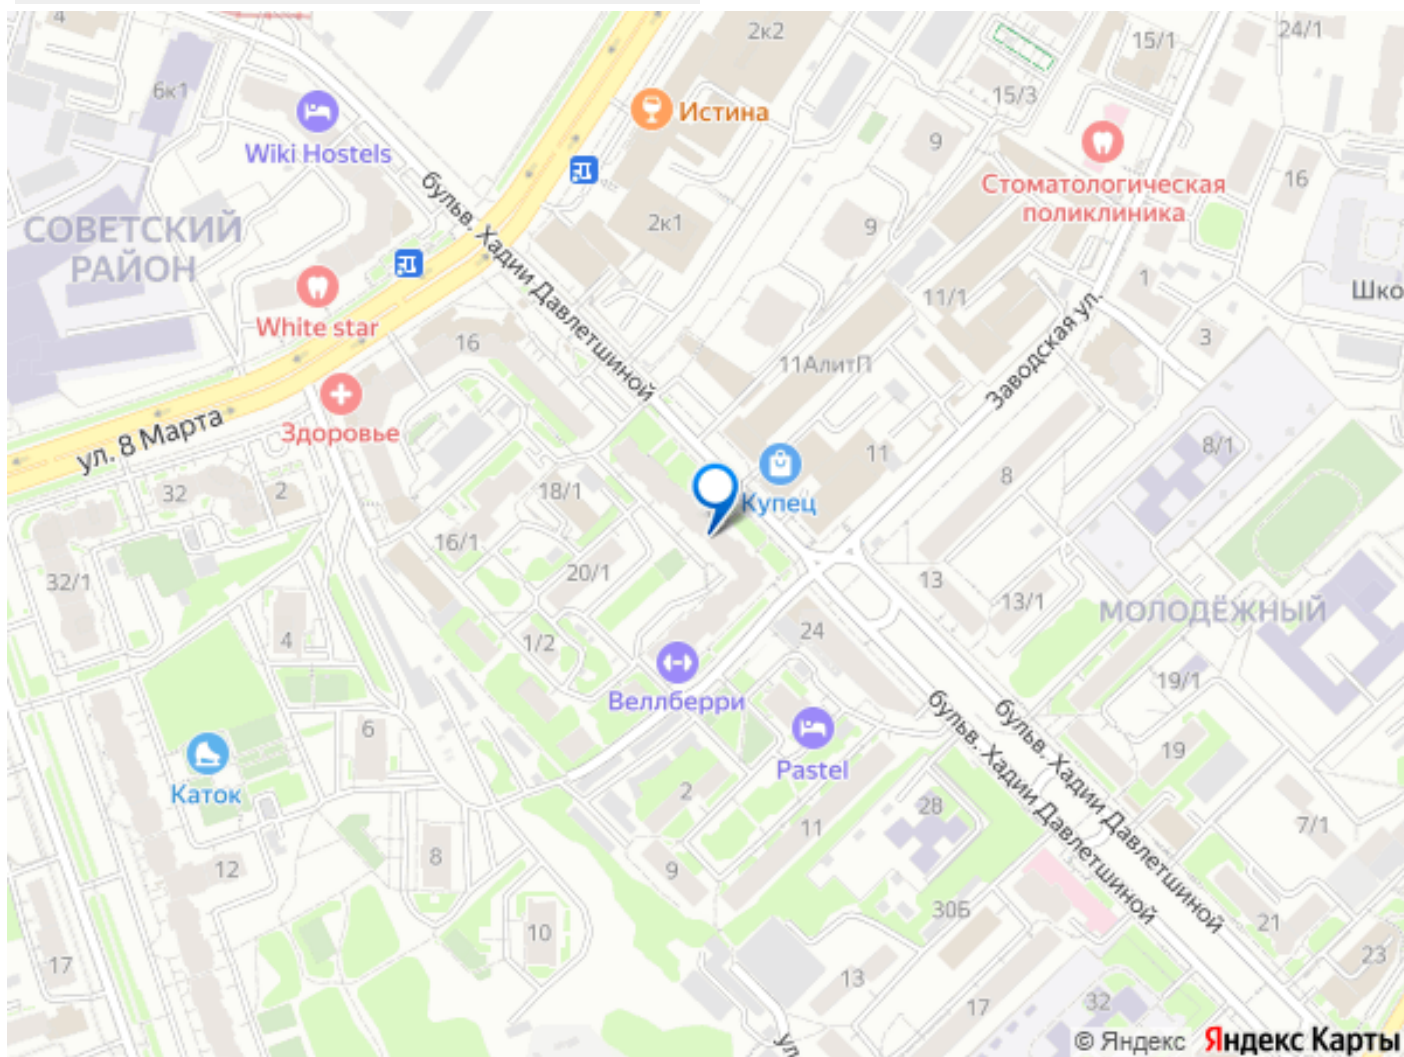 2к2
24/1
15/1
4
6к1
15/3
Истина
9
Wiki Hostels
Стоматологическая
поликлиника
16
бульв. Хадии Давлетшиной
СОВЕТСКИЙ
РАЙОН
2к1
9
1
Шко
11/1
White star
Заводская ул.
3
16
11АлитП
Здоровье
ул. 8 Марта
8/1
11
8
32
2
18/1
Купец
16/1
20/1
32/1
13
13/1
МОЛОДЁЖНЫЙ
4
1/2
24
19/1
Веллберри
бульв. Хадии Давлетшиной
бульв. Хадии Давлетшиной
6
19
Pastel
Каток
2
28
11
7/1
8
12
9
30Б
21
10
23
17
13
17
32
ул
© Яндекс Яндекс Карты